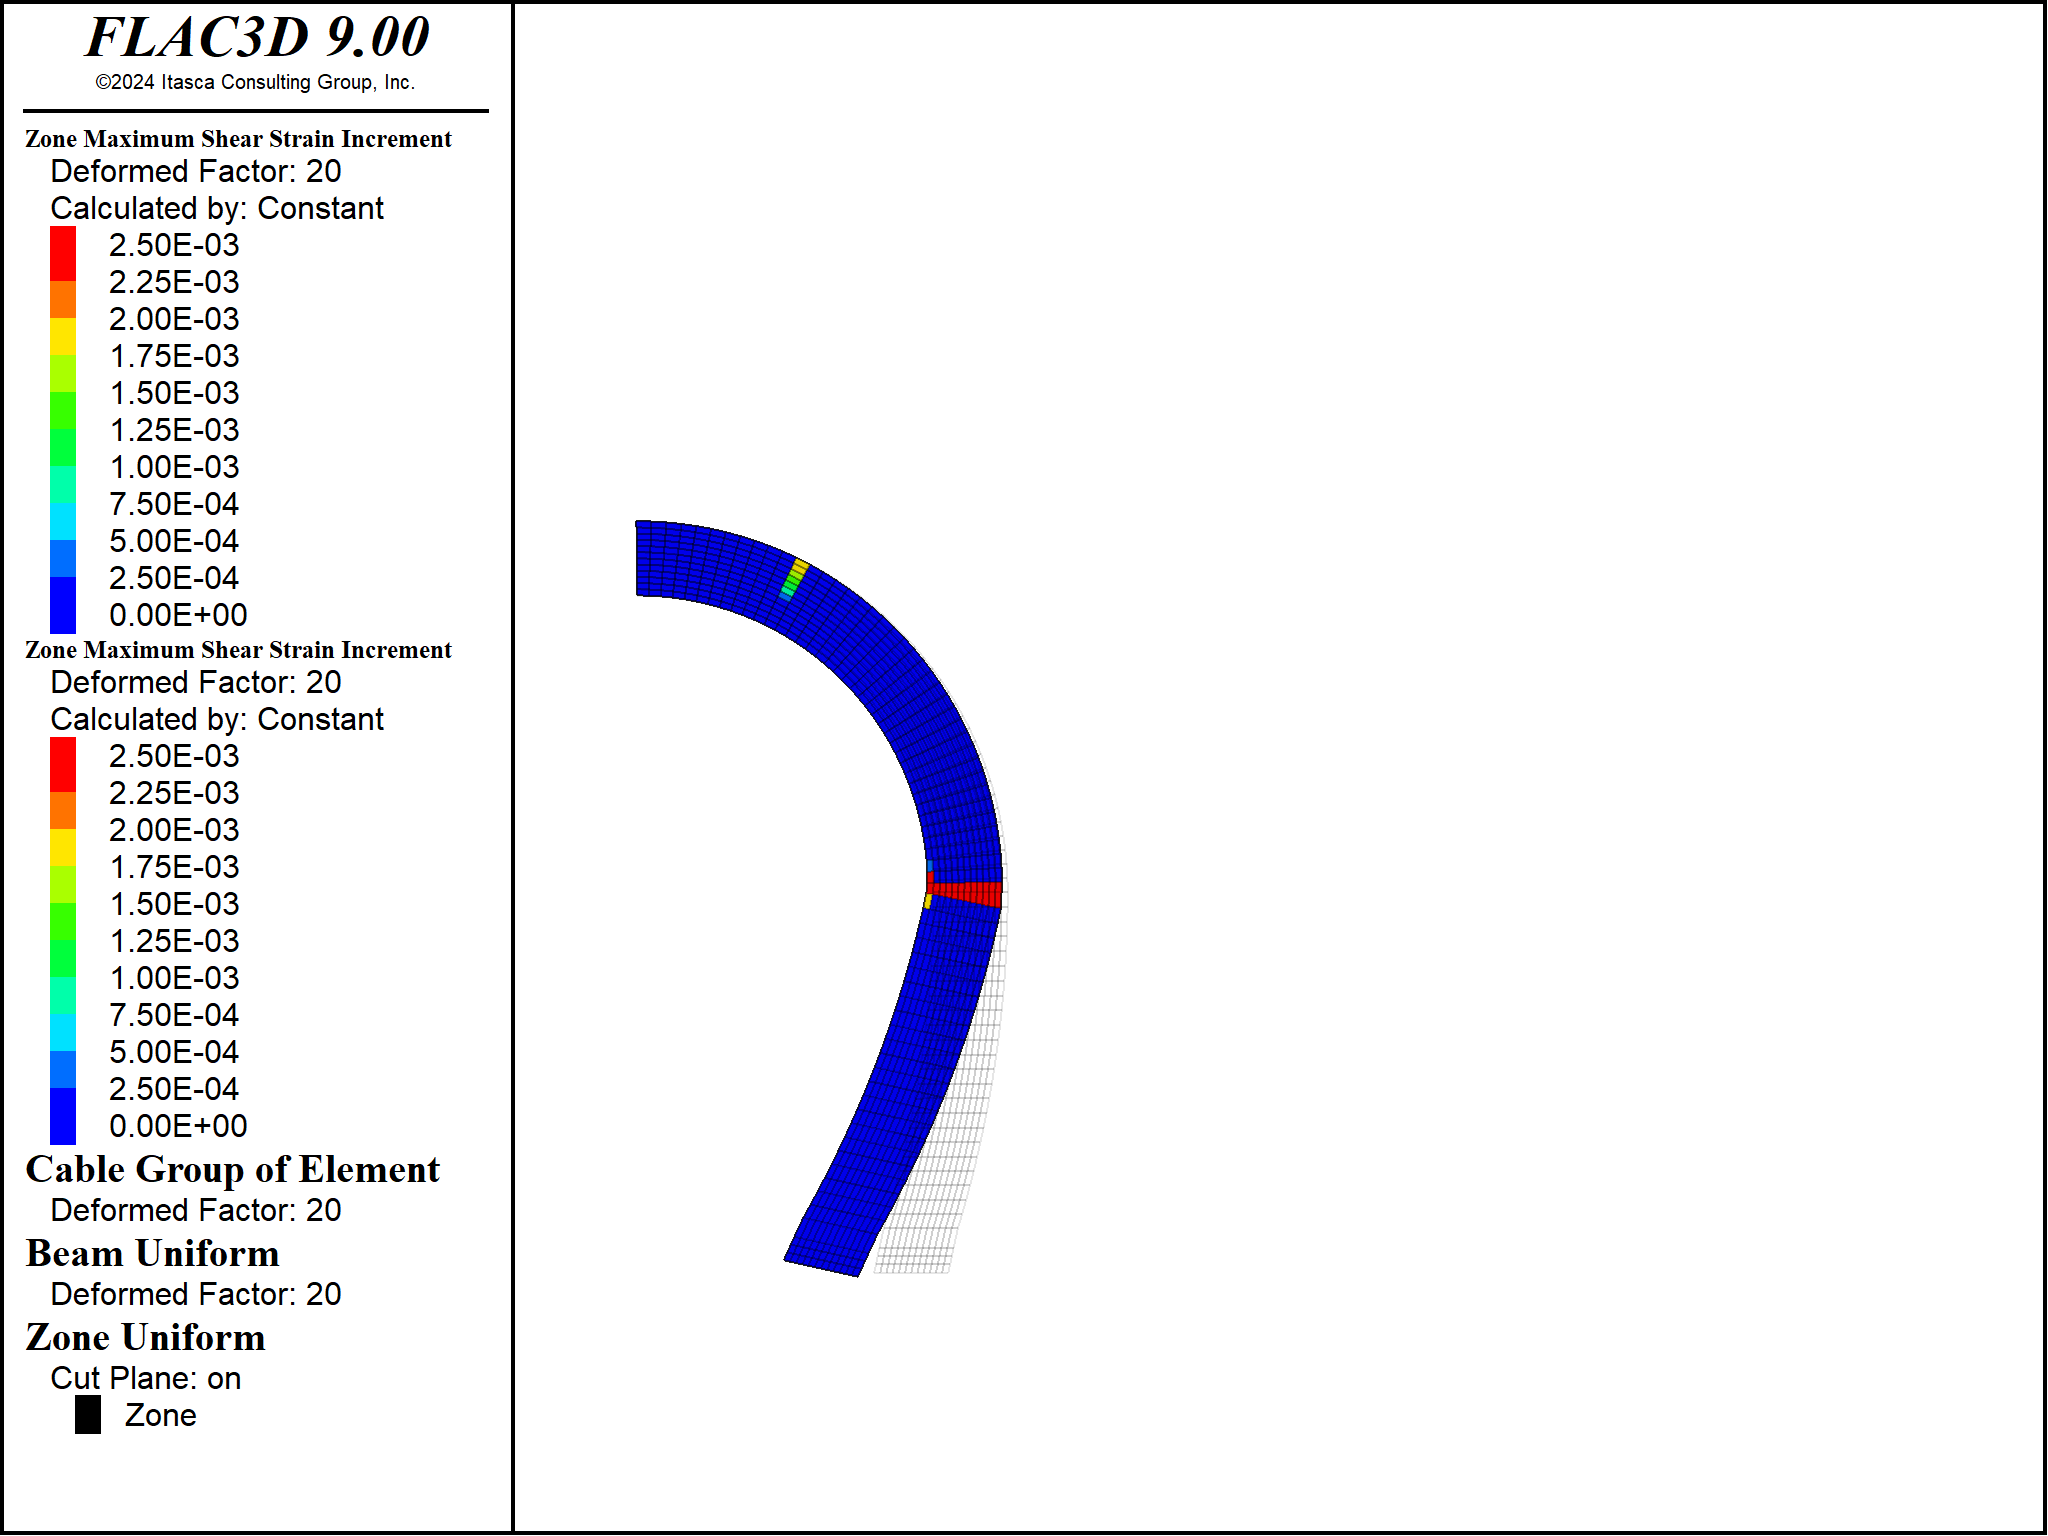 FLAC3D 9.00
©2024 Itasca Consulting Group, Inc.
Zone Maximum Shear Strain Increment
Deformed Factor: 20
Calculated by: Constant
2.50E-03
2.25E-03
2.00E-03
1.75E-03
1.50E-03
1.25E-03
1.00E-03
7.50E-04
5.00E-04
2.50E-04
0.00E+00
Zone Maximum Shear Strain Increment
Deformed Factor: 20
Calculated by: Constant
2.50E-03
2.25E-03
2.00E-03
1.75E-03
1.50E-03
1.25E-03
1.00E-03
7.50E-04
5.00E-04
2.50E-04
0.00E+00
Cable Group of Element
Deformed Factor: 20
Beam Uniform
Deformed Factor: 20
Zone Uniform
Cut Plane: on
Zone